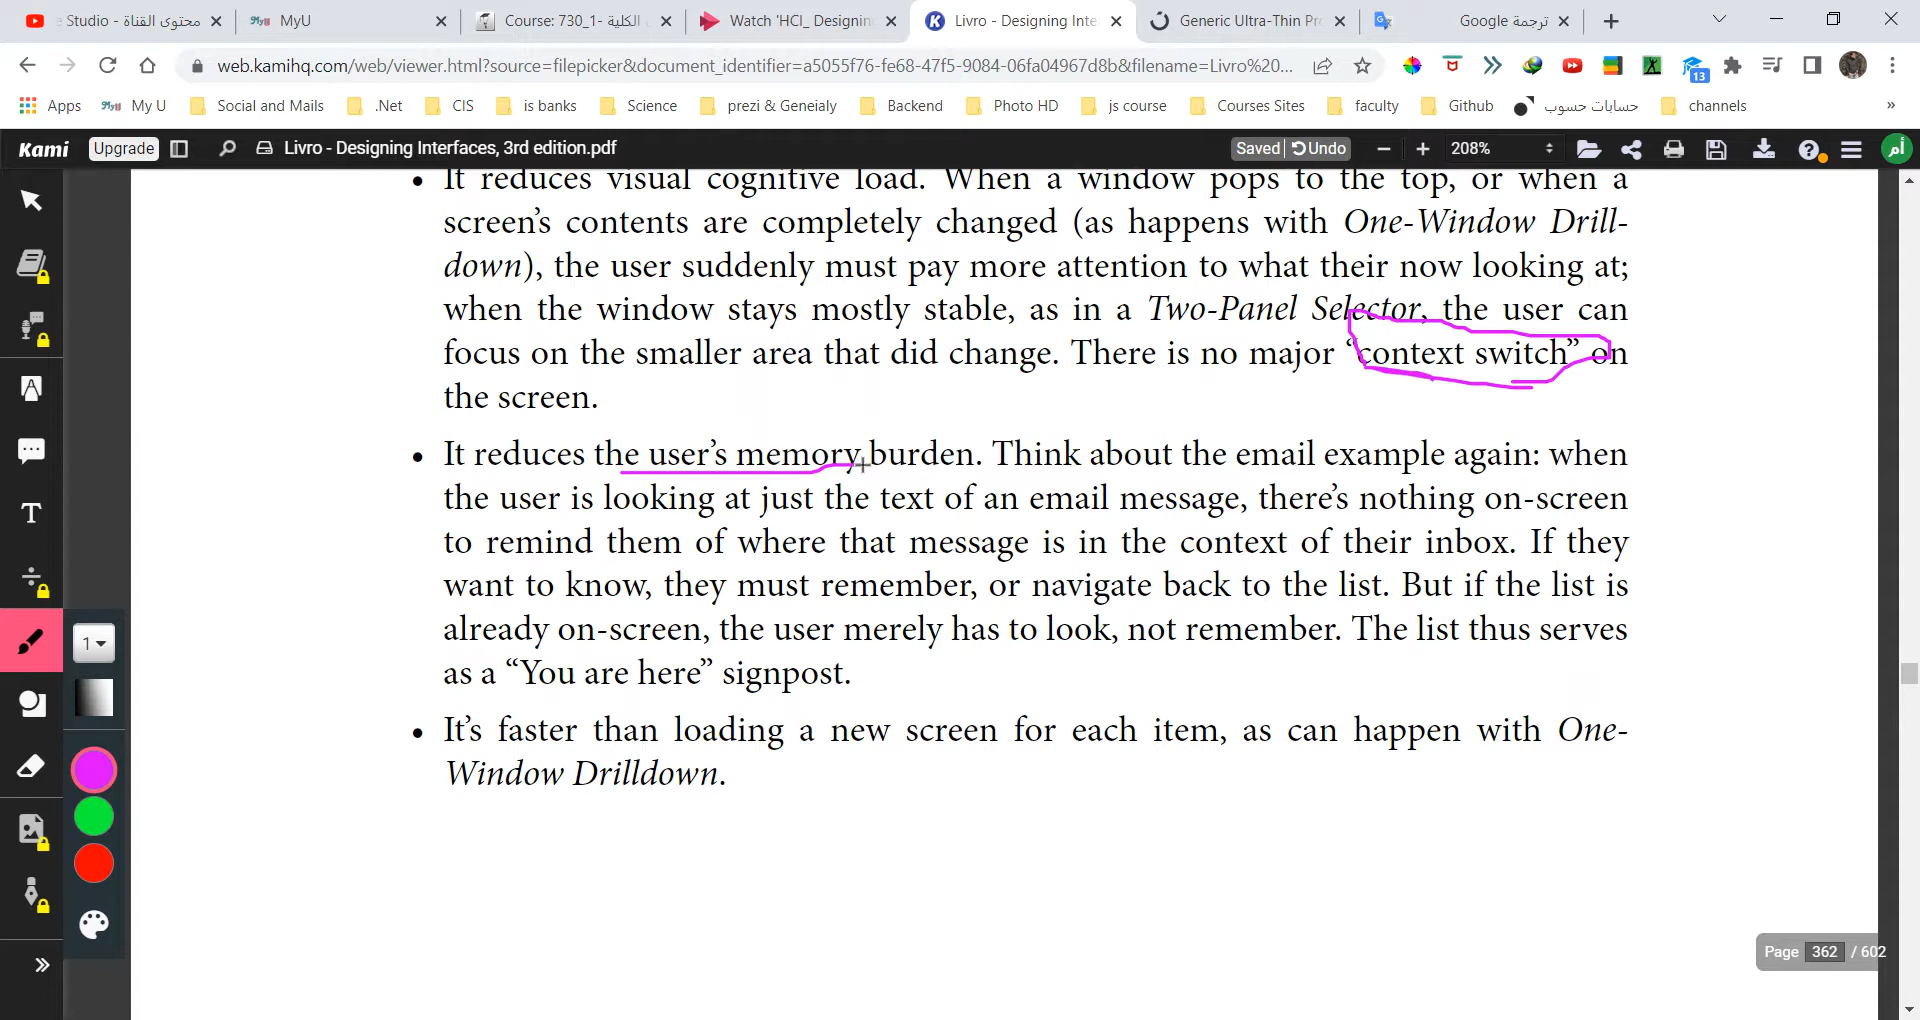 e Studio - محتوى القناة
MyU
Course: 730_1- الكلية
Watch 'HCI_ Designin
Livro - Designing Inte
Generic Ultra-Thin Pr
ترجمة Google
web.kamihq.com/web/viewer.html?source=filepicker&document_identifier=a5055f76-fe68-47f5-9084-06fa04967d8b&filename=Livro%20...
13
Apps
My U
Social and Mails
.Net
CIS
is banks
Science
prezi & Geneialy
Backend
Photo HD
js course
Courses Sites
faculty
Github
حسابات حسوب
channels
»
Kami
Upgrade
Livro - Designing Interfaces, 3rd edition.pdf
Saved
Undo
208%
أم
• It reduces visual cognitive load. When a window pops to the top, or when a
screen’s contents are completely changed (as happens with One-Window Drill-
down), the user suddenly must pay more attention to what their now looking at;
when the window stays mostly stable, as in a Two-Panel Selector, the user can
focus on the smaller area that did change. There is no major “context switch” on
the screen.
• It reduces the user’s memory burden. Think about the email example again: when
the user is looking at just the text of an email message, there’s nothing on-screen
to remind them of where that message is in the context of their inbox. If they
want to know, they must remember, or navigate back to the list. But if the list is
already on-screen, the user merely has to look, not remember. The list thus serves
as a “You are here” signpost.
• It’s faster than loading a new screen for each item, as can happen with One-
Window Drilldown.
1
T
Page 362 / 602